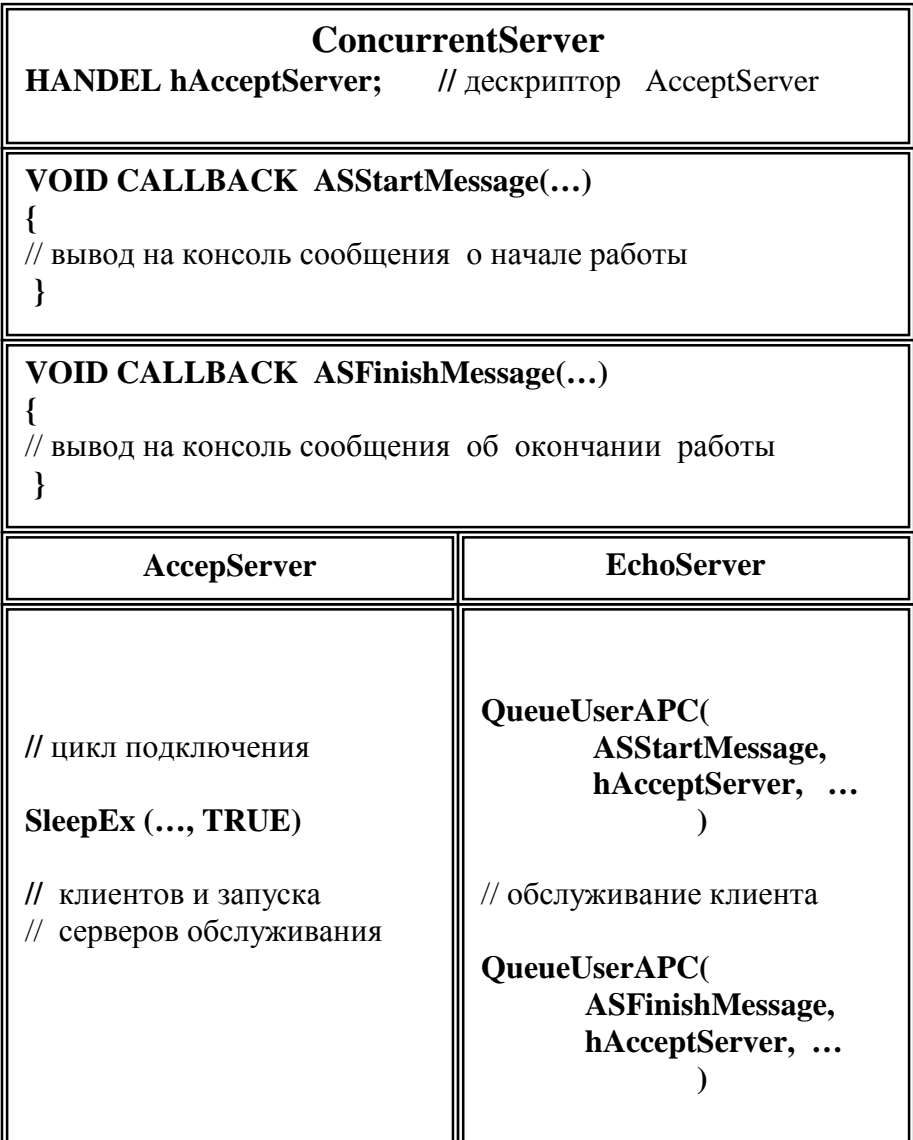 ConcurrentServer
HANDEL hAcceptServer; // дескриптор AcceptServer
VOID CALLBACK ASStartMessage(…)
{
// вывод на консоль сообщения о начале работы
}
VOID CALLBACK ASFinishMessage(…)
{
// вывод на консоль сообщения об окончании работы
}
AccepServer
// цикл подключения
SleepEx (…, TRUE)
// клиентов и запуска
// серверов обслуживания
EchoServer
QueueUserAPC(
ASStartMessage,
hAcceptServer, …
)
// обслуживание клиента
QueueUserAPC(
ASFinishMessage,
hAcceptServer, …
)